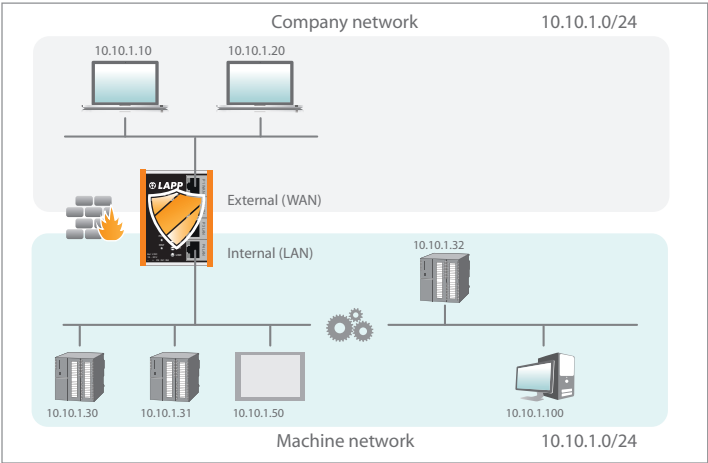 Company network 10.10.1.0/24
10.10.1.10 10.10.1.20
LAPP
External (WAN)
Internal (LAN)
10.10.1.32
10.10.1.30 10.10.1.31 10.10.1.50 10.10.1.100
Machine network 10.10.1.0/24